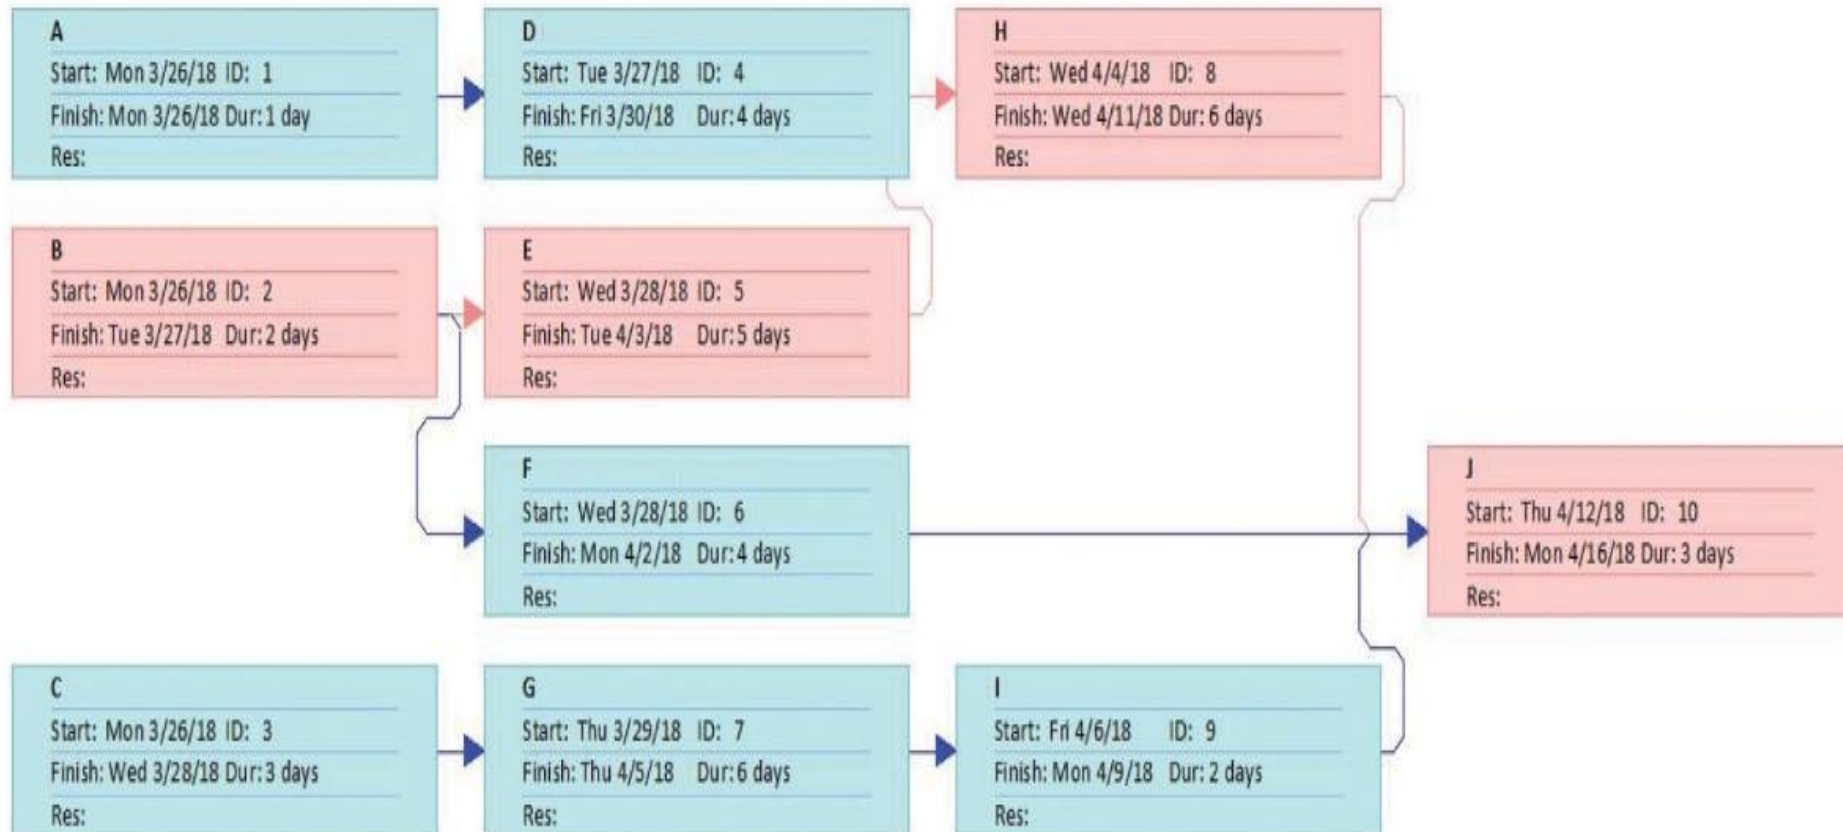 A
Start: Mon 3/26/18 ID: 1
Finish: Mon 3/26/18 Dur: 1 day
Res:
D
Start: Tue 3/27/18 ID: 4
Finish: Fri 3/30/18 Dur: 4 days
Res:
H
Start: Wed 4/4/18 ID: 8
Finish: Wed 4/11/18 Dur: 6 days
Res:
B
Start: Mon 3/26/18 ID: 2
Finish: Tue 3/27/18 Dur: 2 days
Res:
E
Start: Wed 3/28/18 ID: 5
Finish: Tue 4/3/18 Dur: 5 days
Res:
F
Start: Wed 3/28/18 ID: 6
Finish: Mon 4/2/18 Dur: 4 days
Res:
J
Start: Thu 4/12/18 ID: 10
Finish: Mon 4/16/18 Dur: 3 days
Res:
C
Start: Mon 3/26/18 ID: 3
Finish: Wed 3/28/18 Dur: 3 days
Res:
G
Start: Thu 3/29/18 ID: 7
Finish: Thu 4/5/18 Dur: 6 days
Res:
I
Start: Fri 4/6/18 ID: 9
Finish: Mon 4/9/18 Dur: 2 days
Res: